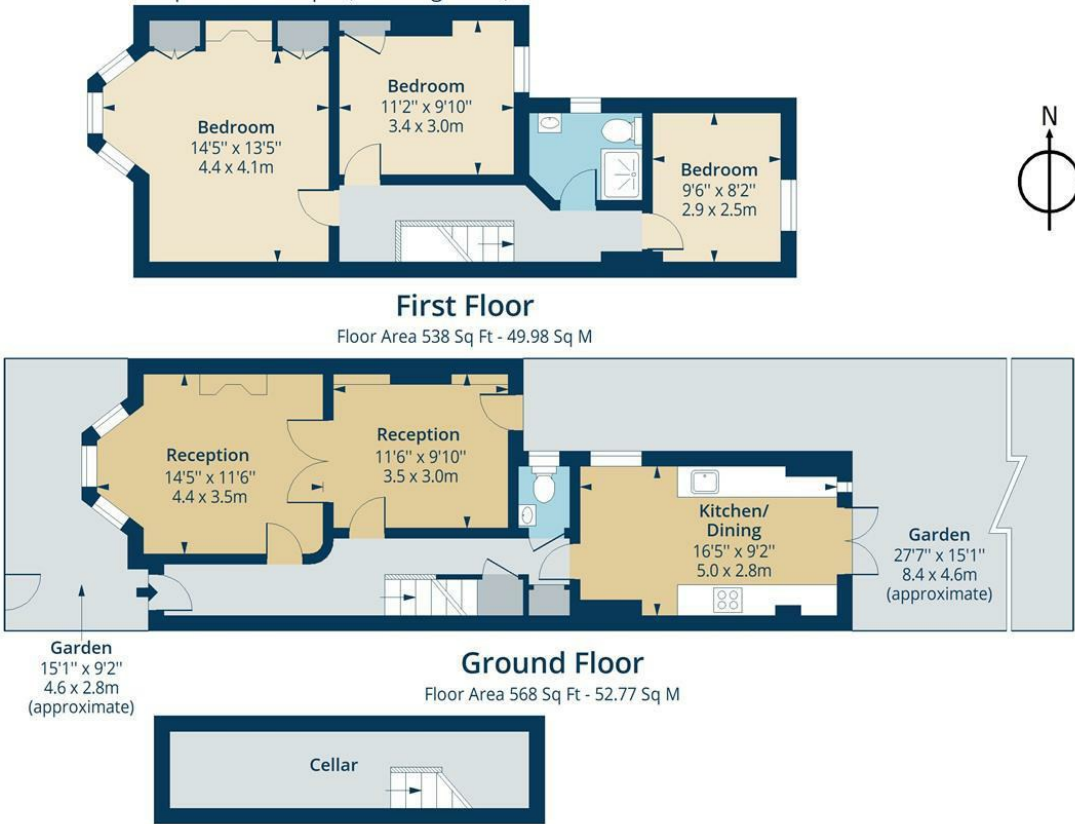 Bedroom
14'5" x 13'5"
4.4 x 4.1m
Bedroom
11'2" x 9'10"
3.4 x 3.0m
Bedroom
9'6" x 8'2"
2.9 x 2.5m
N
First Floor
Floor Area 538 Sq Ft - 49.98 Sq M
Reception
14'5" x 11'6"
4.4 x 3.5m
Reception
11'6" x 9'10"
3.5 x 3.0m
Kitchen/
Dining
16'5" x 9'2"
5.0 x 2.8m
Garden
27'7" x 15'1"
8.4 x 4.6m
(approximate)
Garden
15'1" x 9'2"
4.6 x 2.8m
(approximate)
Ground Floor
Floor Area 568 Sq Ft - 52.77 Sq M
Cellar